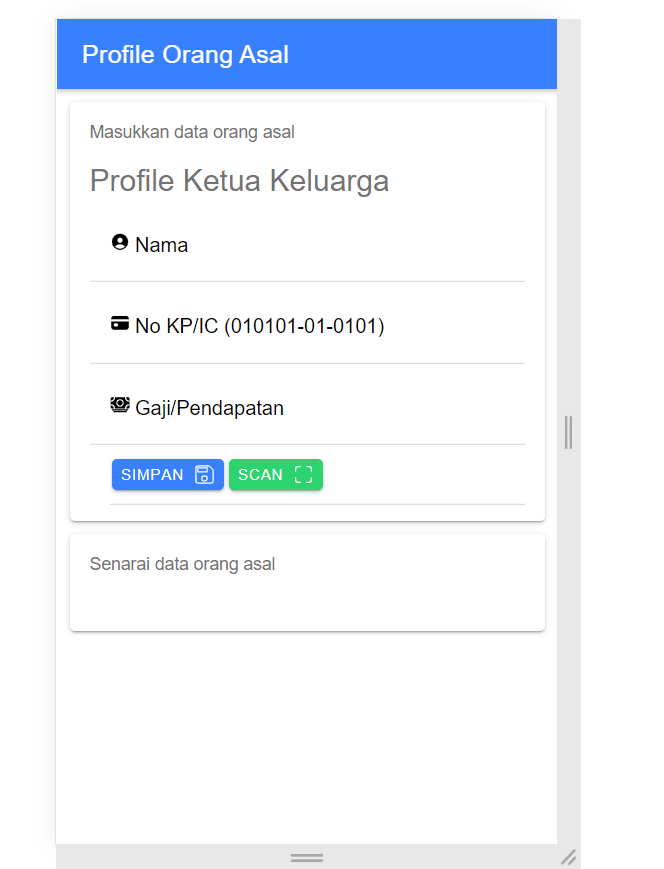 Profile Orang Asal
Masukkan data orang asal
Profile Ketua Keluarga
Nama
No KP/IC (010101-01-0101)
Gaji/Pendapatan
SIMPAN SCAN
Senarai data orang asal